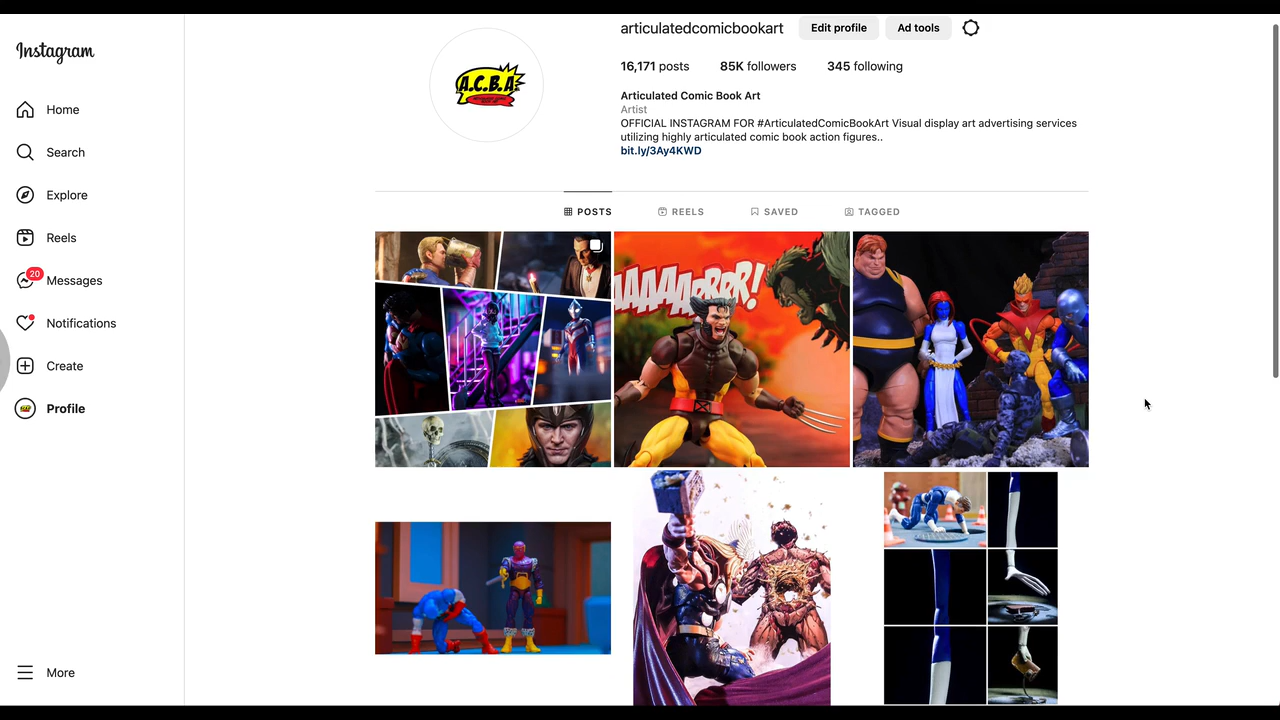 Instagram
Home
Search
Explore
Reels
20
Messages
Notifications
Create
Profile
More
articulatedcomicbookart
Edit profile
Ad tools
16,171 posts
85K followers
345 following
Articulated Comic Book Art
Artist
OFFICIAL INSTAGRAM FOR #ArticulatedComicBookArt Visual display art advertising services
utilizing highly articulated comic book action figures..
bit.ly/3Ay4KWD
A.C.B.A
POSTS
REELS
SAVED
TAGGED
AAAAARRR!